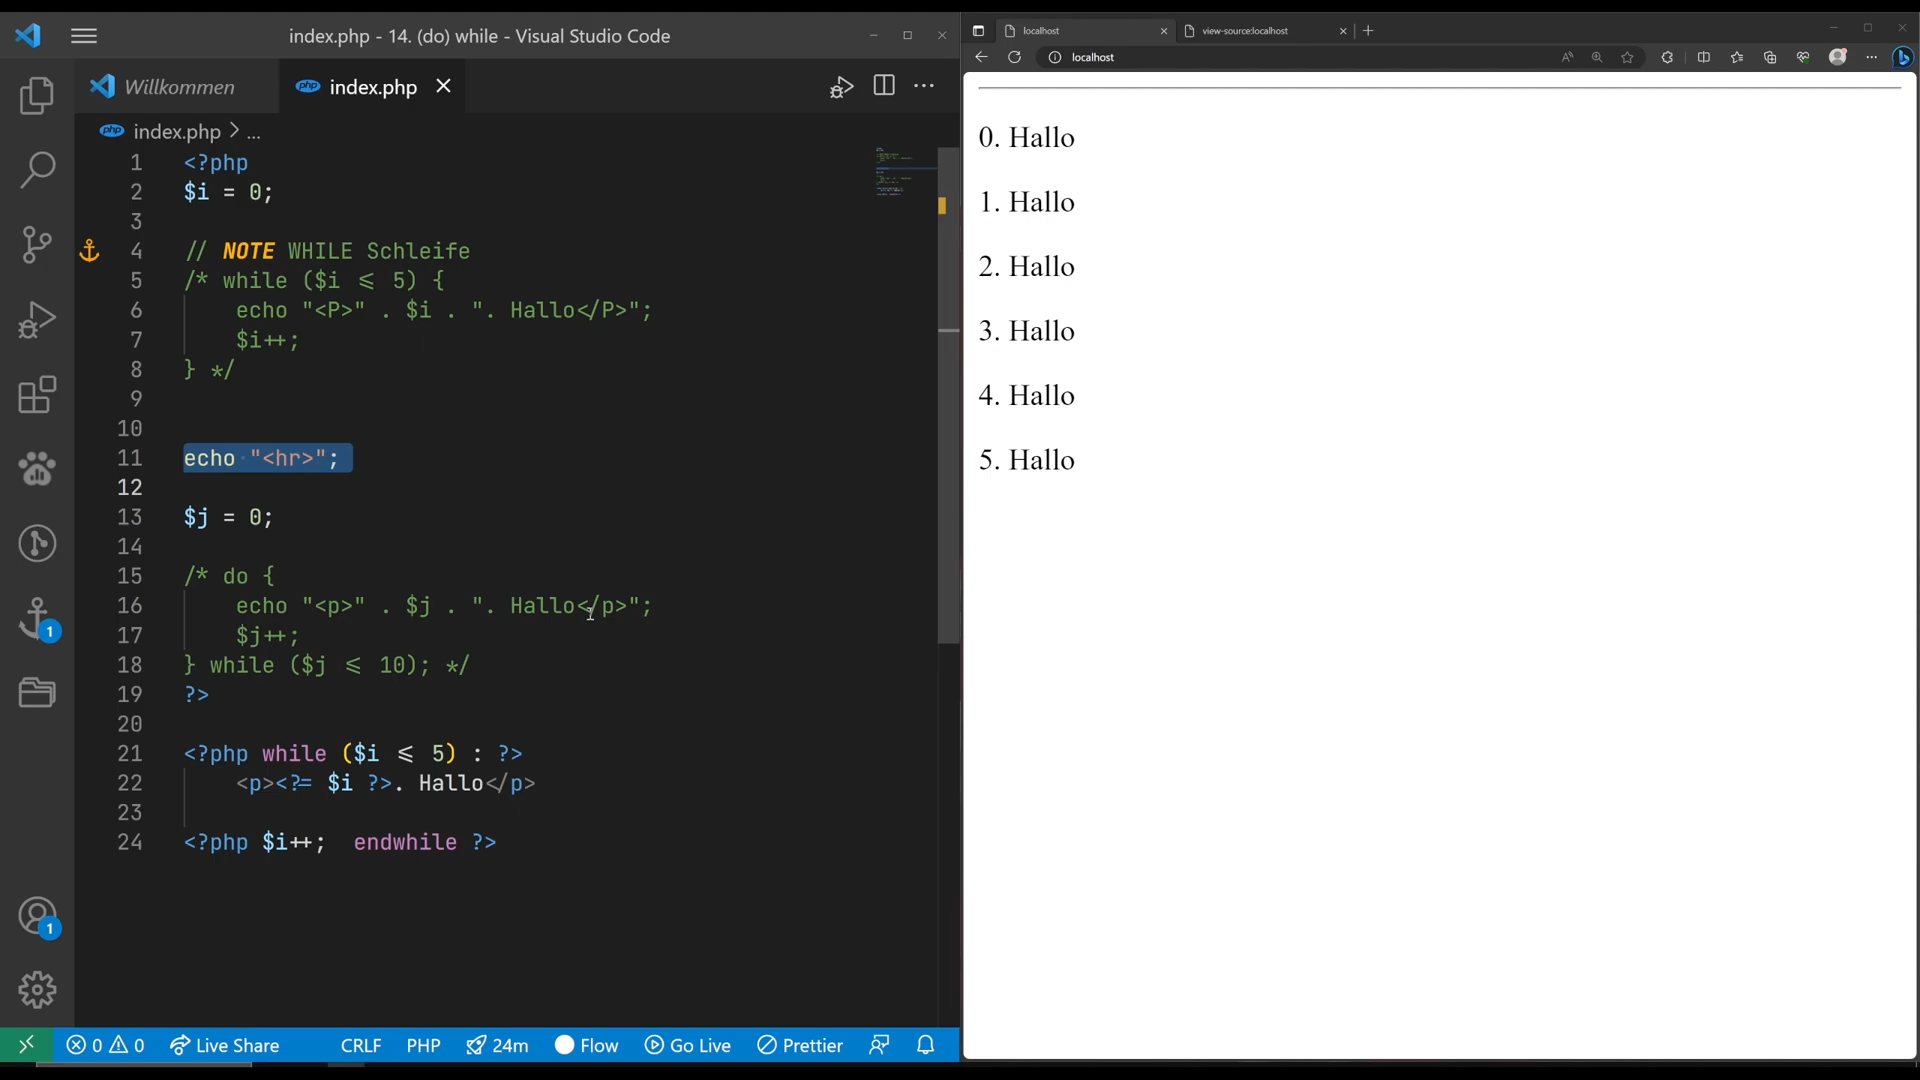 index.php - 14. (do) while - Visual Studio Code
Willkommen
index.php
index.php > ...
1 <?php
2 $i = 0;
3
4 // NOTE WHILE Schleife
5 /* while ($i <= 5) {
6 echo "<P>" . $i . ". Hallo</P>";
7 $i++;
8 } */
9
10
11 echo "<hr>";
12
13 $j = 0;
14
15 /* do {
16 echo "<p>" . $j . ". Hallo</p>";
17 $j++;
18 } while ($j <= 10); */
19 ?>
20
21 <?php while ($i <= 5) : ?>
22 <p><?= $i ?>. Hallo</p>
23
24 <?php $i++; endwhile ?>
1
1
0 0 Live Share CRLF PHP 24m Flow Go Live Prettier
localhost
view-source:localhost
localhost
0. Hallo
1. Hallo
2. Hallo
3. Hallo
4. Hallo
5. Hallo